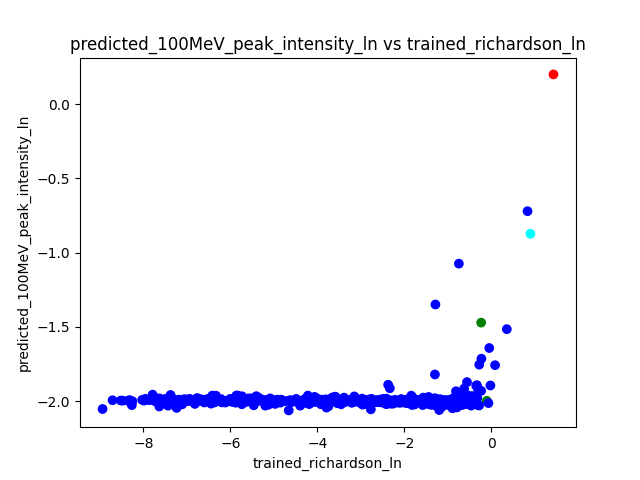 predicted_100MeV_peak_intensity_ln vs trained_richardson_ln
0.0
−0.5
−1.0
−1.5
−2.0
predicted_100MeV_peak_intensity_ln
−8 −6 −4 −2 0
trained_richardson_ln